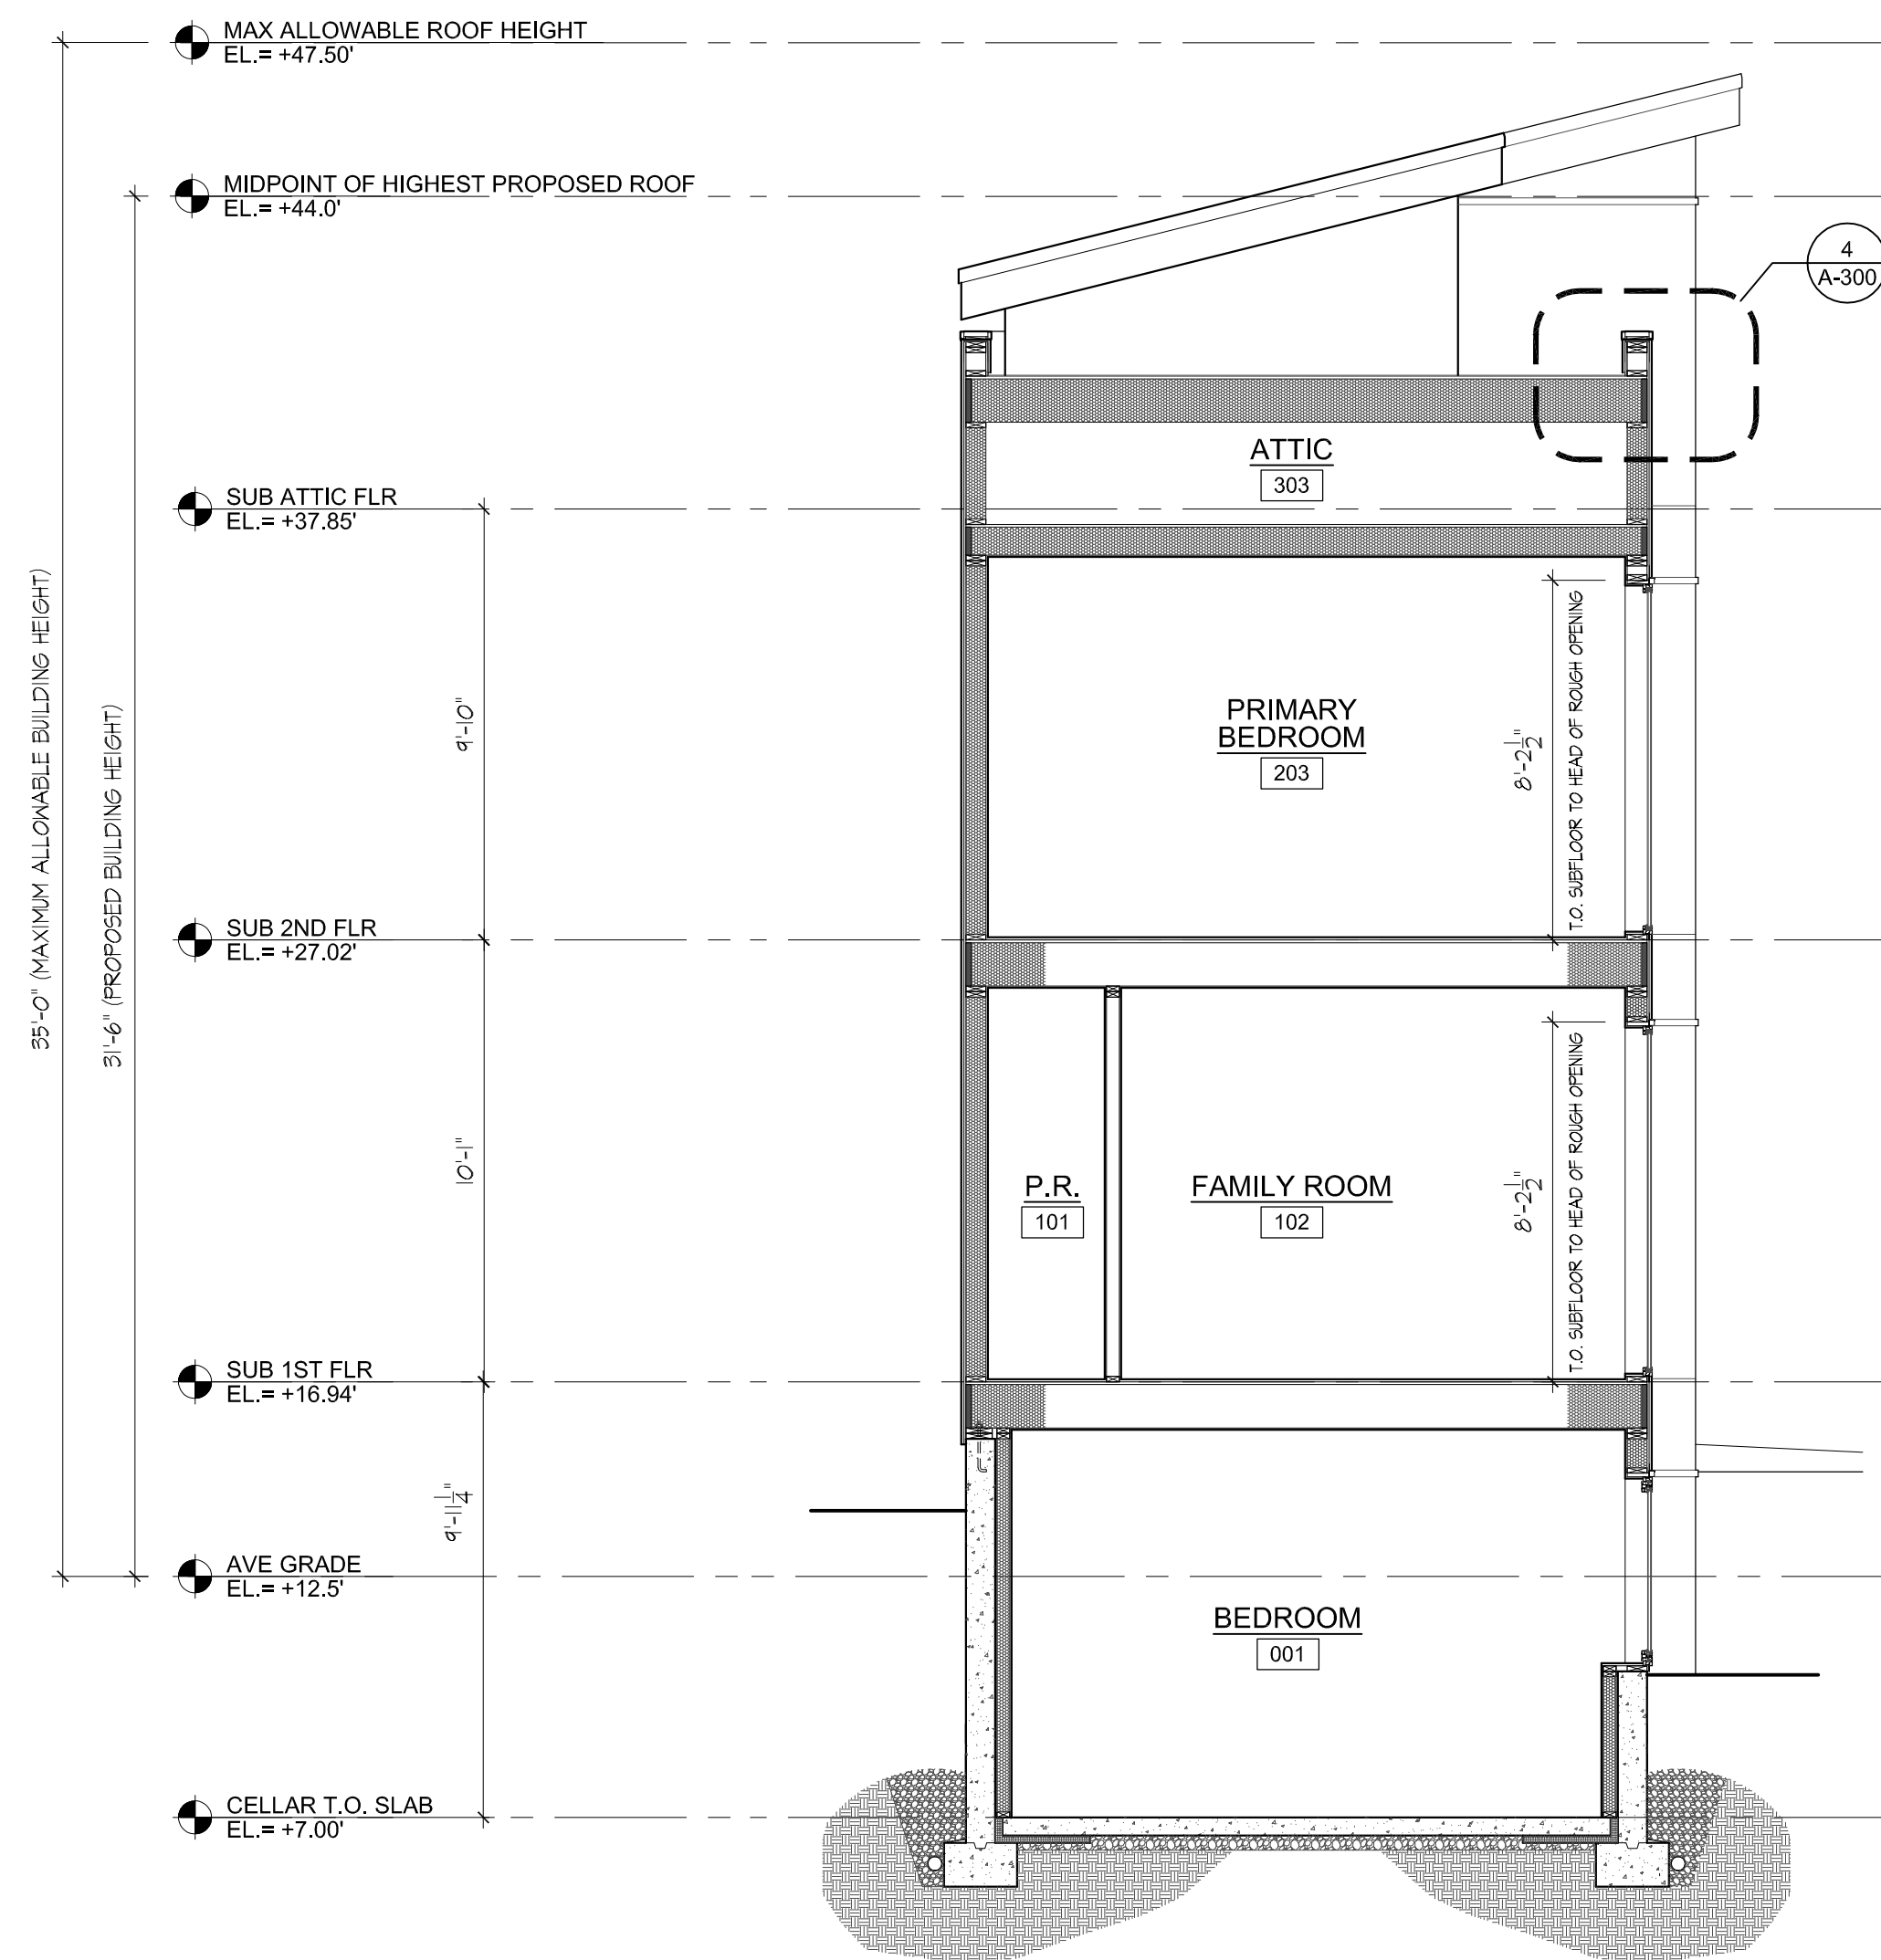 MAX ALLOWABLE ROOF HEIGHT
EL.= +47.50'
MIDPOINT OF HIGHEST PROPOSED ROOF
EL.= +44.0'
4
A-300
ATTIC
303
SUB ATTIC FLR
EL.= +37.85'
35'-0" (MAXIMUM ALLOWABLE BUILDING HEIGHT)
31'-6" (PROPOSED BUILDING HEIGHT)
9'-10"
PRIMARY
BEDROOM
203
8'-2 1/2"
T.O. SUBFLOOR TO HEAD OF ROUGH OPENING
SUB 2ND FLR
EL.= +27.02'
10'-1"
P.R.
101
FAMILY ROOM
102
8'-2 1/2"
T.O. SUBFLOOR TO HEAD OF ROUGH OPENING
SUB 1ST FLR
EL.= +16.94'
9'-11 1/4"
AVE GRADE
EL.= +12.5'
BEDROOM
001
CELLAR T.O. SLAB
EL.= +7.00'